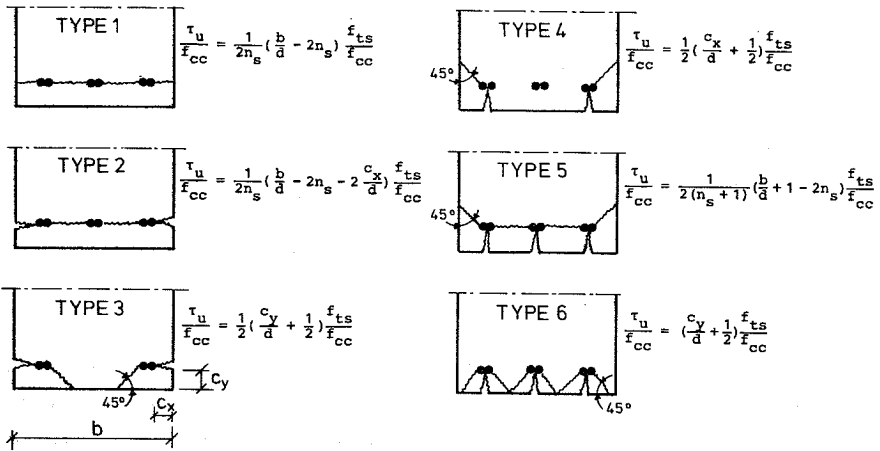 TYPE 1
τu/fcc = 1/2ns (b/d - 2ns) fts/fcc
TYPE 2
τu/fcc = 1/2ns (b/d - 2ns - 2 cx/d) fts/fcc
TYPE 3
τu/fcc = 1/2 (cy/d + 1/2) fts/fcc
cy
45°
cx
b
TYPE 4
45°
τu/fcc = 1/2 (cx/d + 1/2) fts/fcc
TYPE 5
45°
τu/fcc = 1/2(ns + 1) (b/d + 1 - 2ns) fts/fcc
TYPE 6
τu/fcc = (cy/d + 1/2) fts/fcc
45°